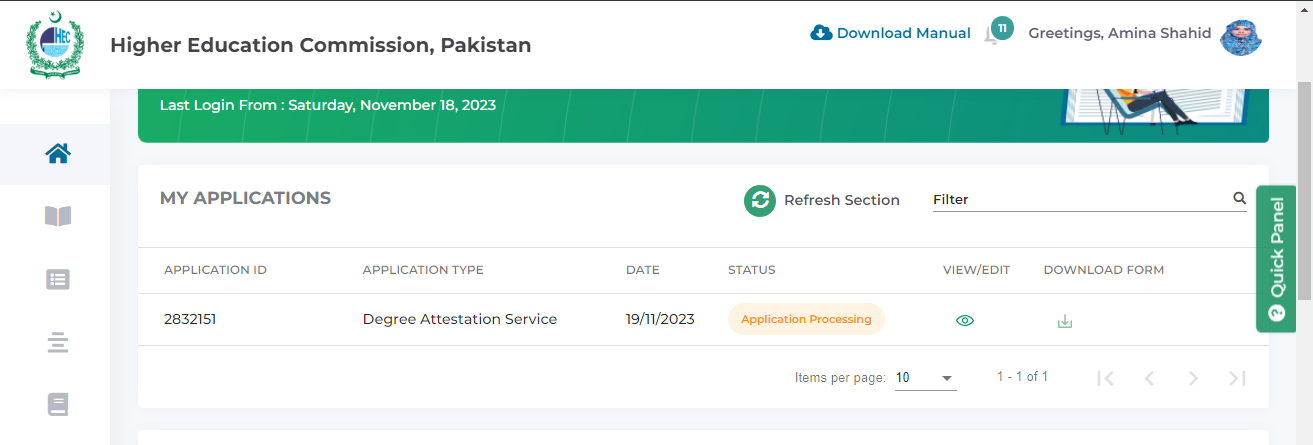 HEC
Higher Education Commission, Pakistan
Download Manual
11
Greetings, Amina Shahid
Last Login From : Saturday, November 18, 2023
MY APPLICATIONS
Refresh Section
Filter
APPLICATION ID APPLICATION TYPE DATE STATUS VIEW/EDIT DOWNLOAD FORM
2832151 Degree Attestation Service 19/11/2023 Application Processing
Items per page: 10 1 - 1 of 1
? Quick Panel